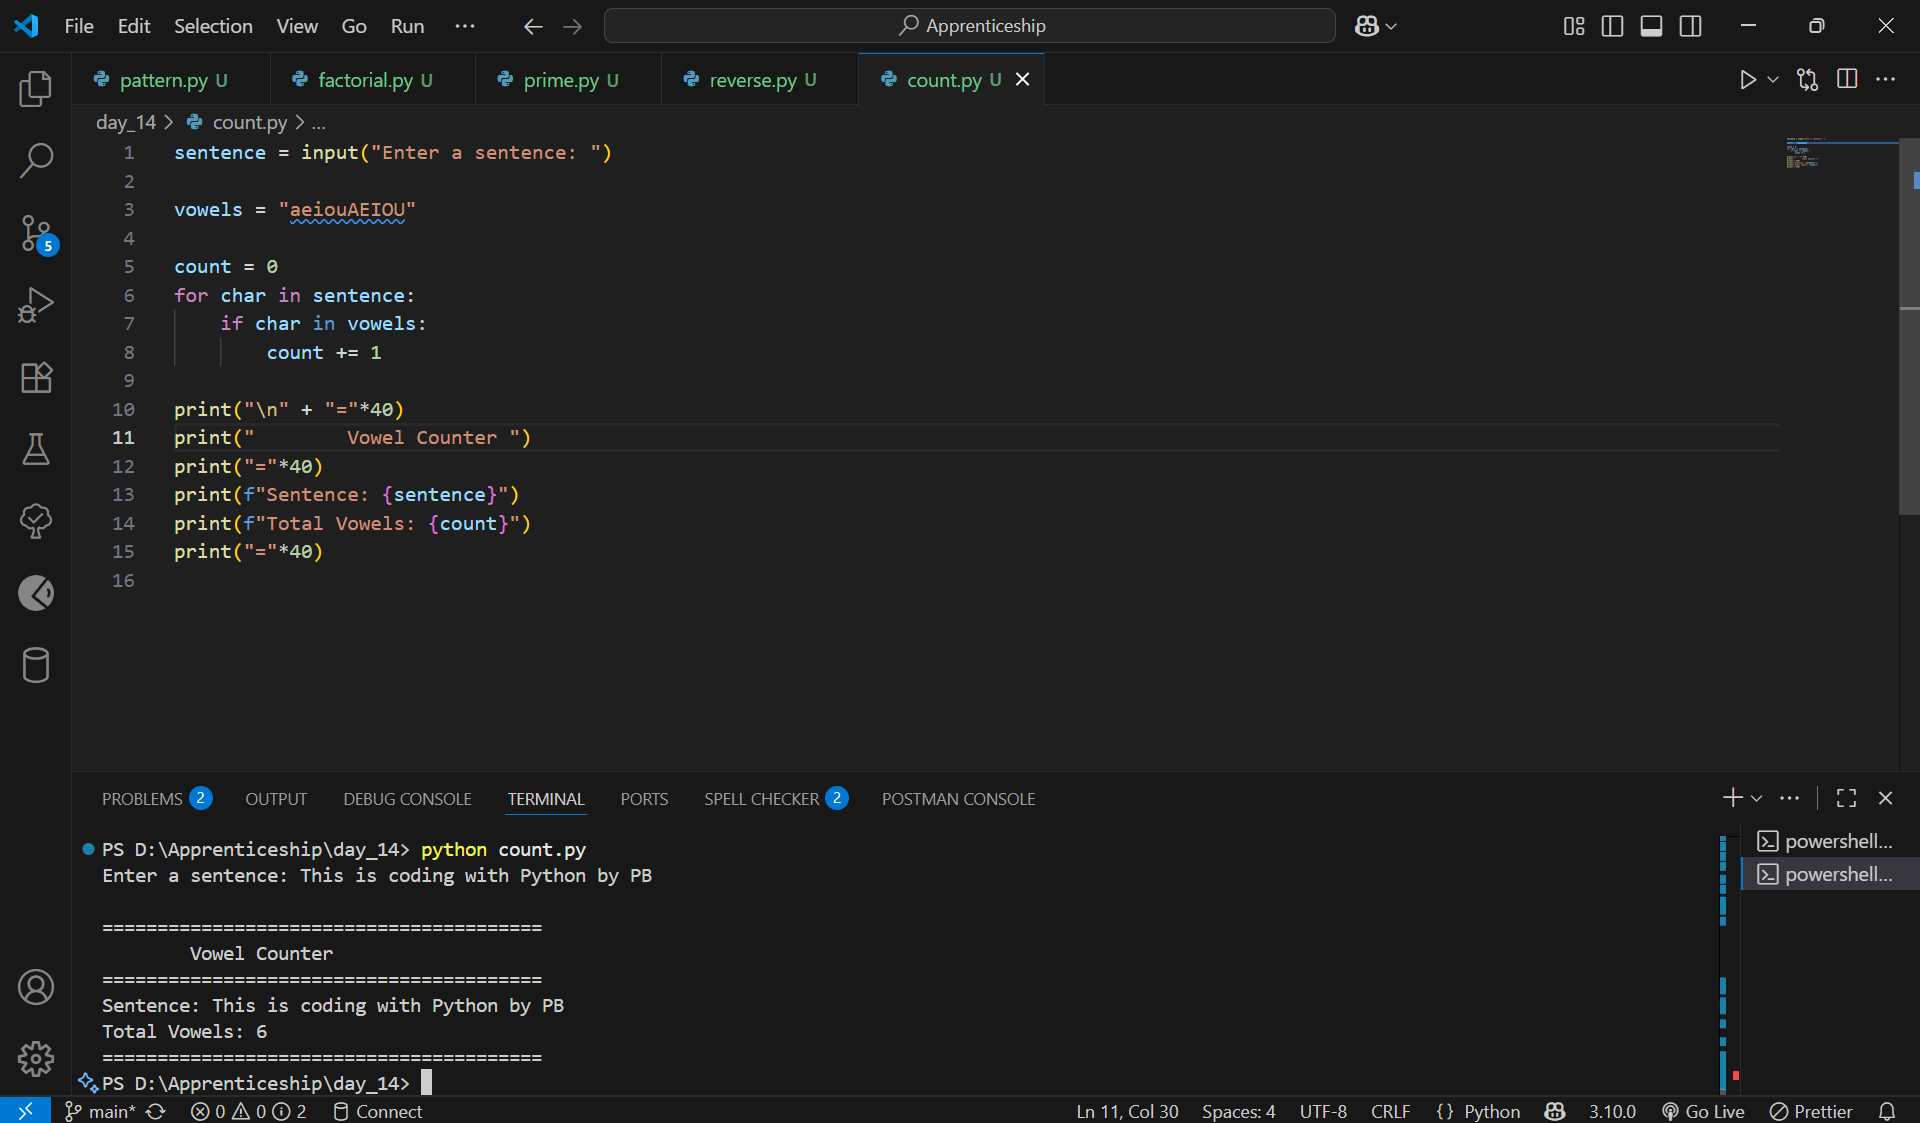 File Edit Selection View Go Run ··· Apprenticeship
pattern.py U factorial.py U prime.py U reverse.py U count.py U
day_14 > count.py > ...
1 sentence = input("Enter a sentence: ")
2
3 vowels = "aeiouAEIOU"
4
5 count = 0
6 for char in sentence:
7     if char in vowels:
8         count += 1
9
10 print("\n" + "="*40)
11 print("        Vowel Counter ")
12 print("="*40)
13 print(f"Sentence: {sentence}")
14 print(f"Total Vowels: {count}")
15 print("="*40)
16
5
PROBLEMS 2 OUTPUT DEBUG CONSOLE TERMINAL PORTS SPELL CHECKER 2 POSTMAN CONSOLE
PS D:\Apprenticeship\day_14> python count.py
Enter a sentence: This is coding with Python by PB
========================================
        Vowel Counter
========================================
Sentence: This is coding with Python by PB
Total Vowels: 6
========================================
PS D:\Apprenticeship\day_14>
powershell...
powershell...
main* 0 0 2 Connect Ln 11, Col 30 Spaces: 4 UTF-8 CRLF {} Python 3.10.0 Go Live Prettier